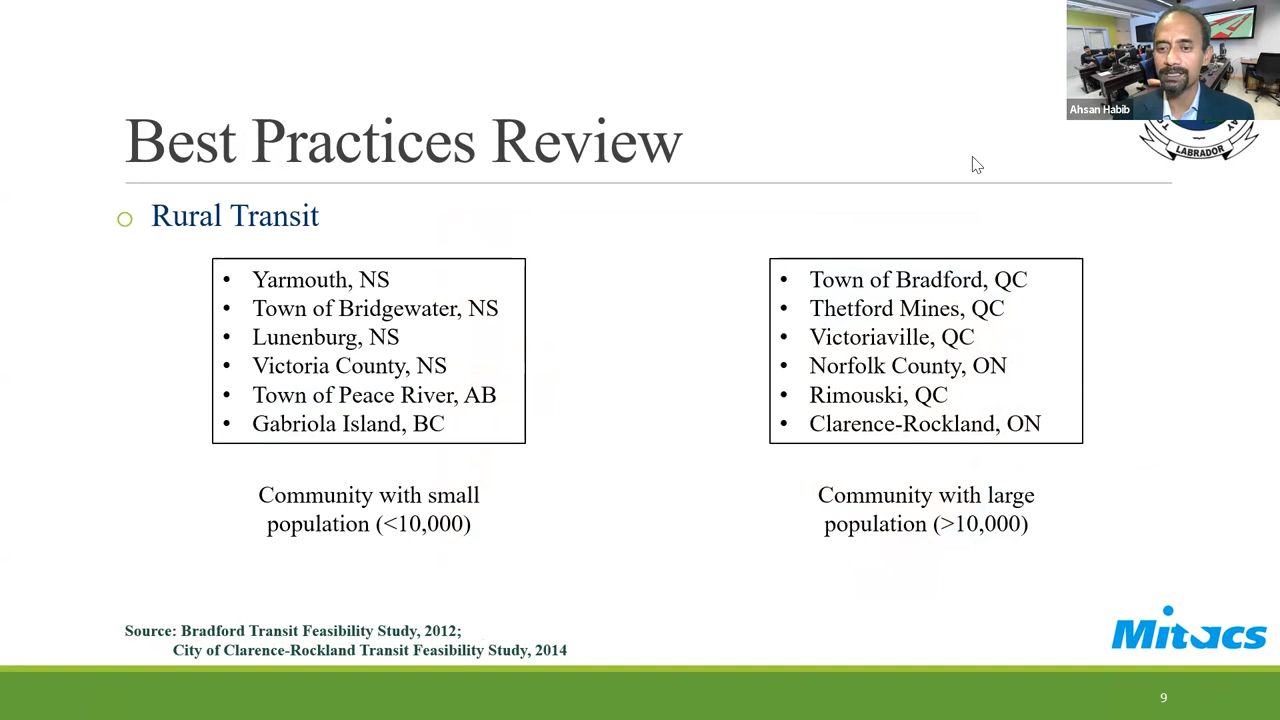 Ahsan Habib
LABRADOR
Best Practices Review
Rural Transit
• Yarmouth, NS
• Town of Bridgewater, NS
• Lunenburg, NS
• Victoria County, NS
• Town of Peace River, AB
• Gabriola Island, BC
Community with small
population (<10,000)
• Town of Bradford, QC
• Thetford Mines, QC
• Victoriaville, QC
• Norfolk County, ON
• Rimouski, QC
• Clarence-Rockland, ON
Community with large
population (>10,000)
Source: Bradford Transit Feasibility Study, 2012;
City of Clarence-Rockland Transit Feasibility Study, 2014
Mitacs
9